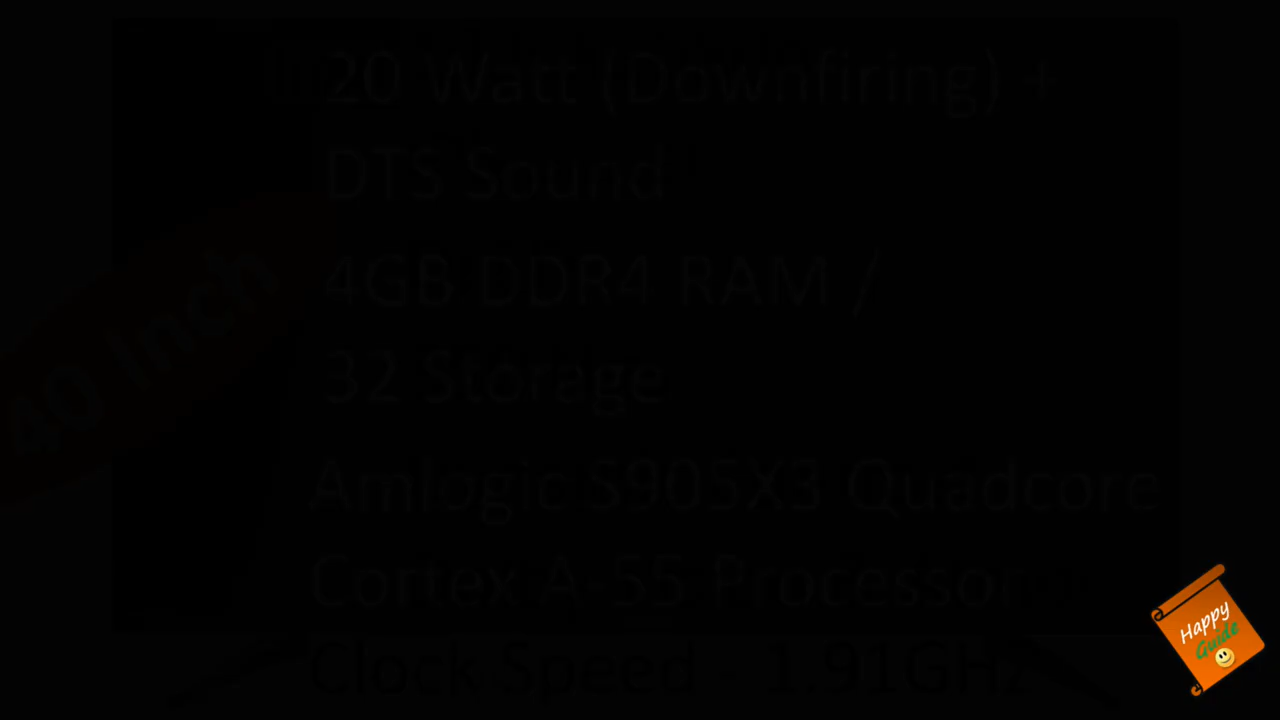 20 Watt (Downfiring) +
DTS Sound
4GB DDR4 RAM /
32 Storage
40 Inch
Amlogic S905X3 Quadcore
Cortex A-55 Processor
Clock Speed - 1.91GHz
Happy
Guide